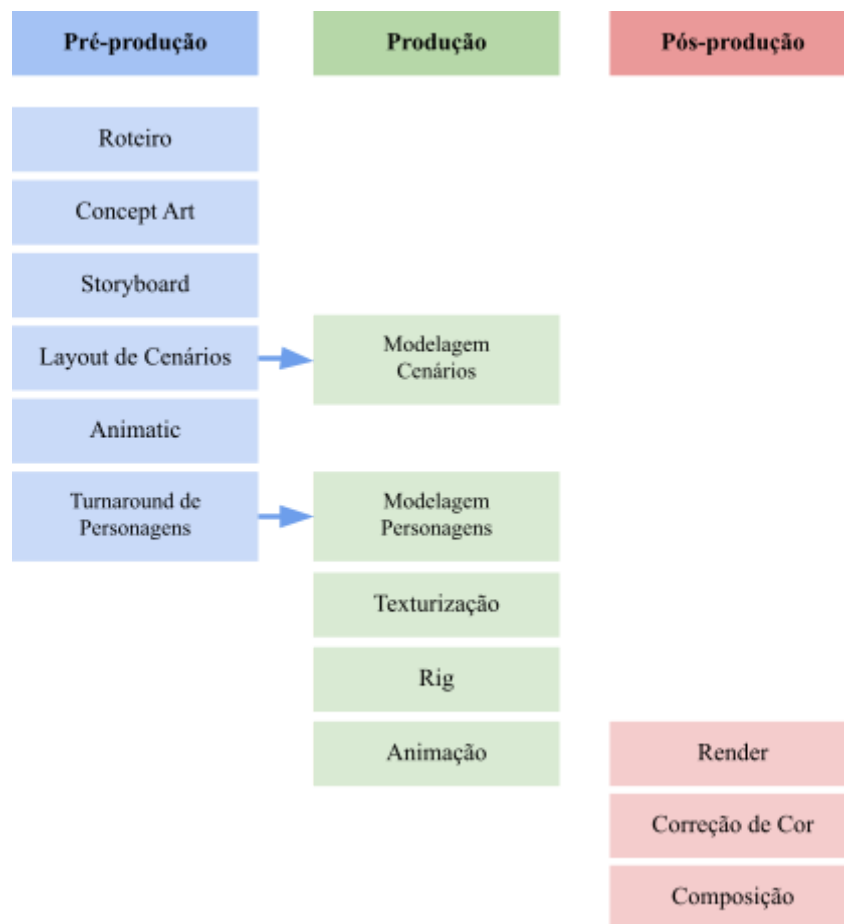 Pré-produção
Produção
Pós-produção
Roteiro
Concept Art
Storyboard
Layout de Cenários
Modelagem
Cenários
Animatic
Turnaround de
Personagens
Modelagem
Personagens
Texturização
Rig
Animação
Render
Correção de Cor
Composição